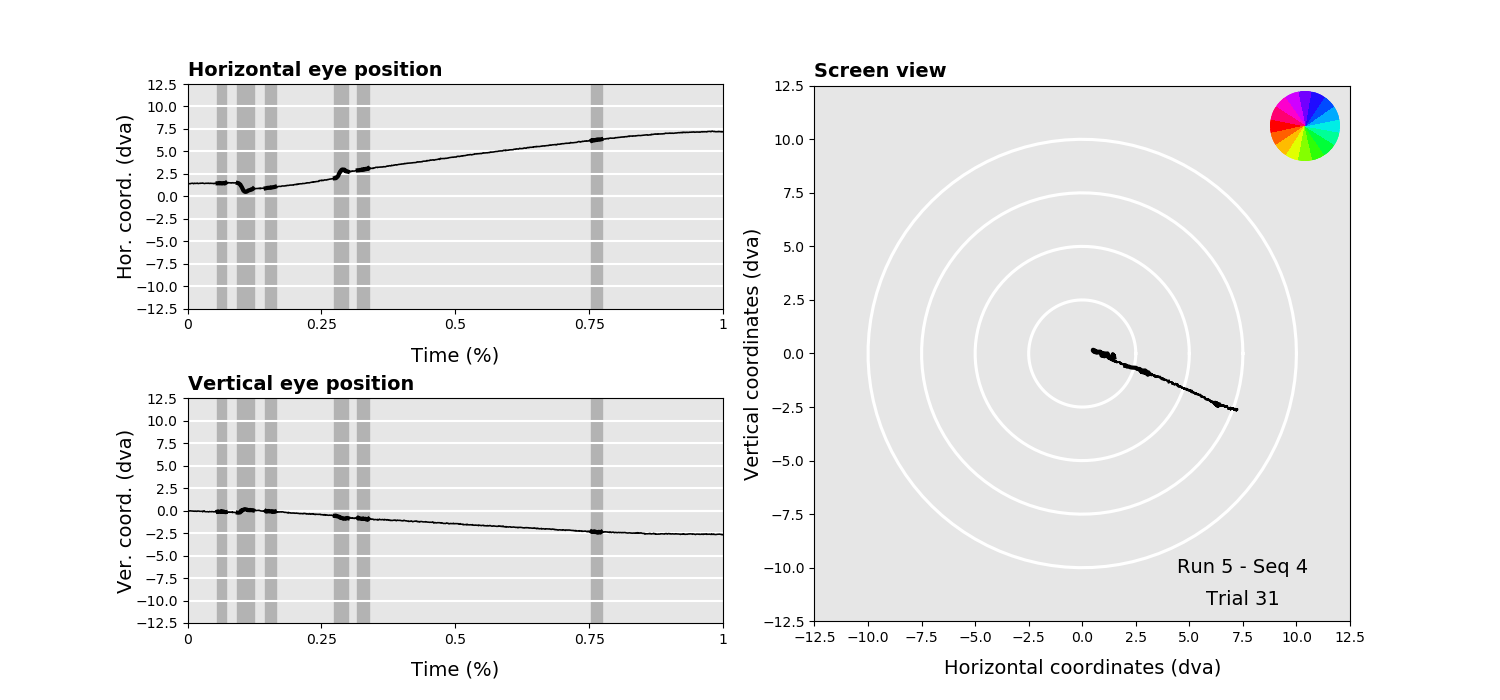 Horizontal eye position
12.5
10.0
7.5
5.0
2.5
0.0
−2.5
−5.0
−7.5
−10.0
−12.5
Hor. coord. (dva)
0 0.25 0.5 0.75 1
Time (%)
Vertical eye position
12.5
10.0
7.5
5.0
2.5
0.0
−2.5
−5.0
−7.5
−10.0
−12.5
Ver. coord. (dva)
0 0.25 0.5 0.75 1
Time (%)
Screen view
12.5
10.0
7.5
5.0
2.5
0.0
−2.5
−5.0
−7.5
−10.0
−12.5
Vertical coordinates (dva)
Run 5 - Seq 4
Trial 31
−12.5 −10.0 −7.5 −5.0 −2.5 0.0 2.5 5.0 7.5 10.0 12.5
Horizontal coordinates (dva)